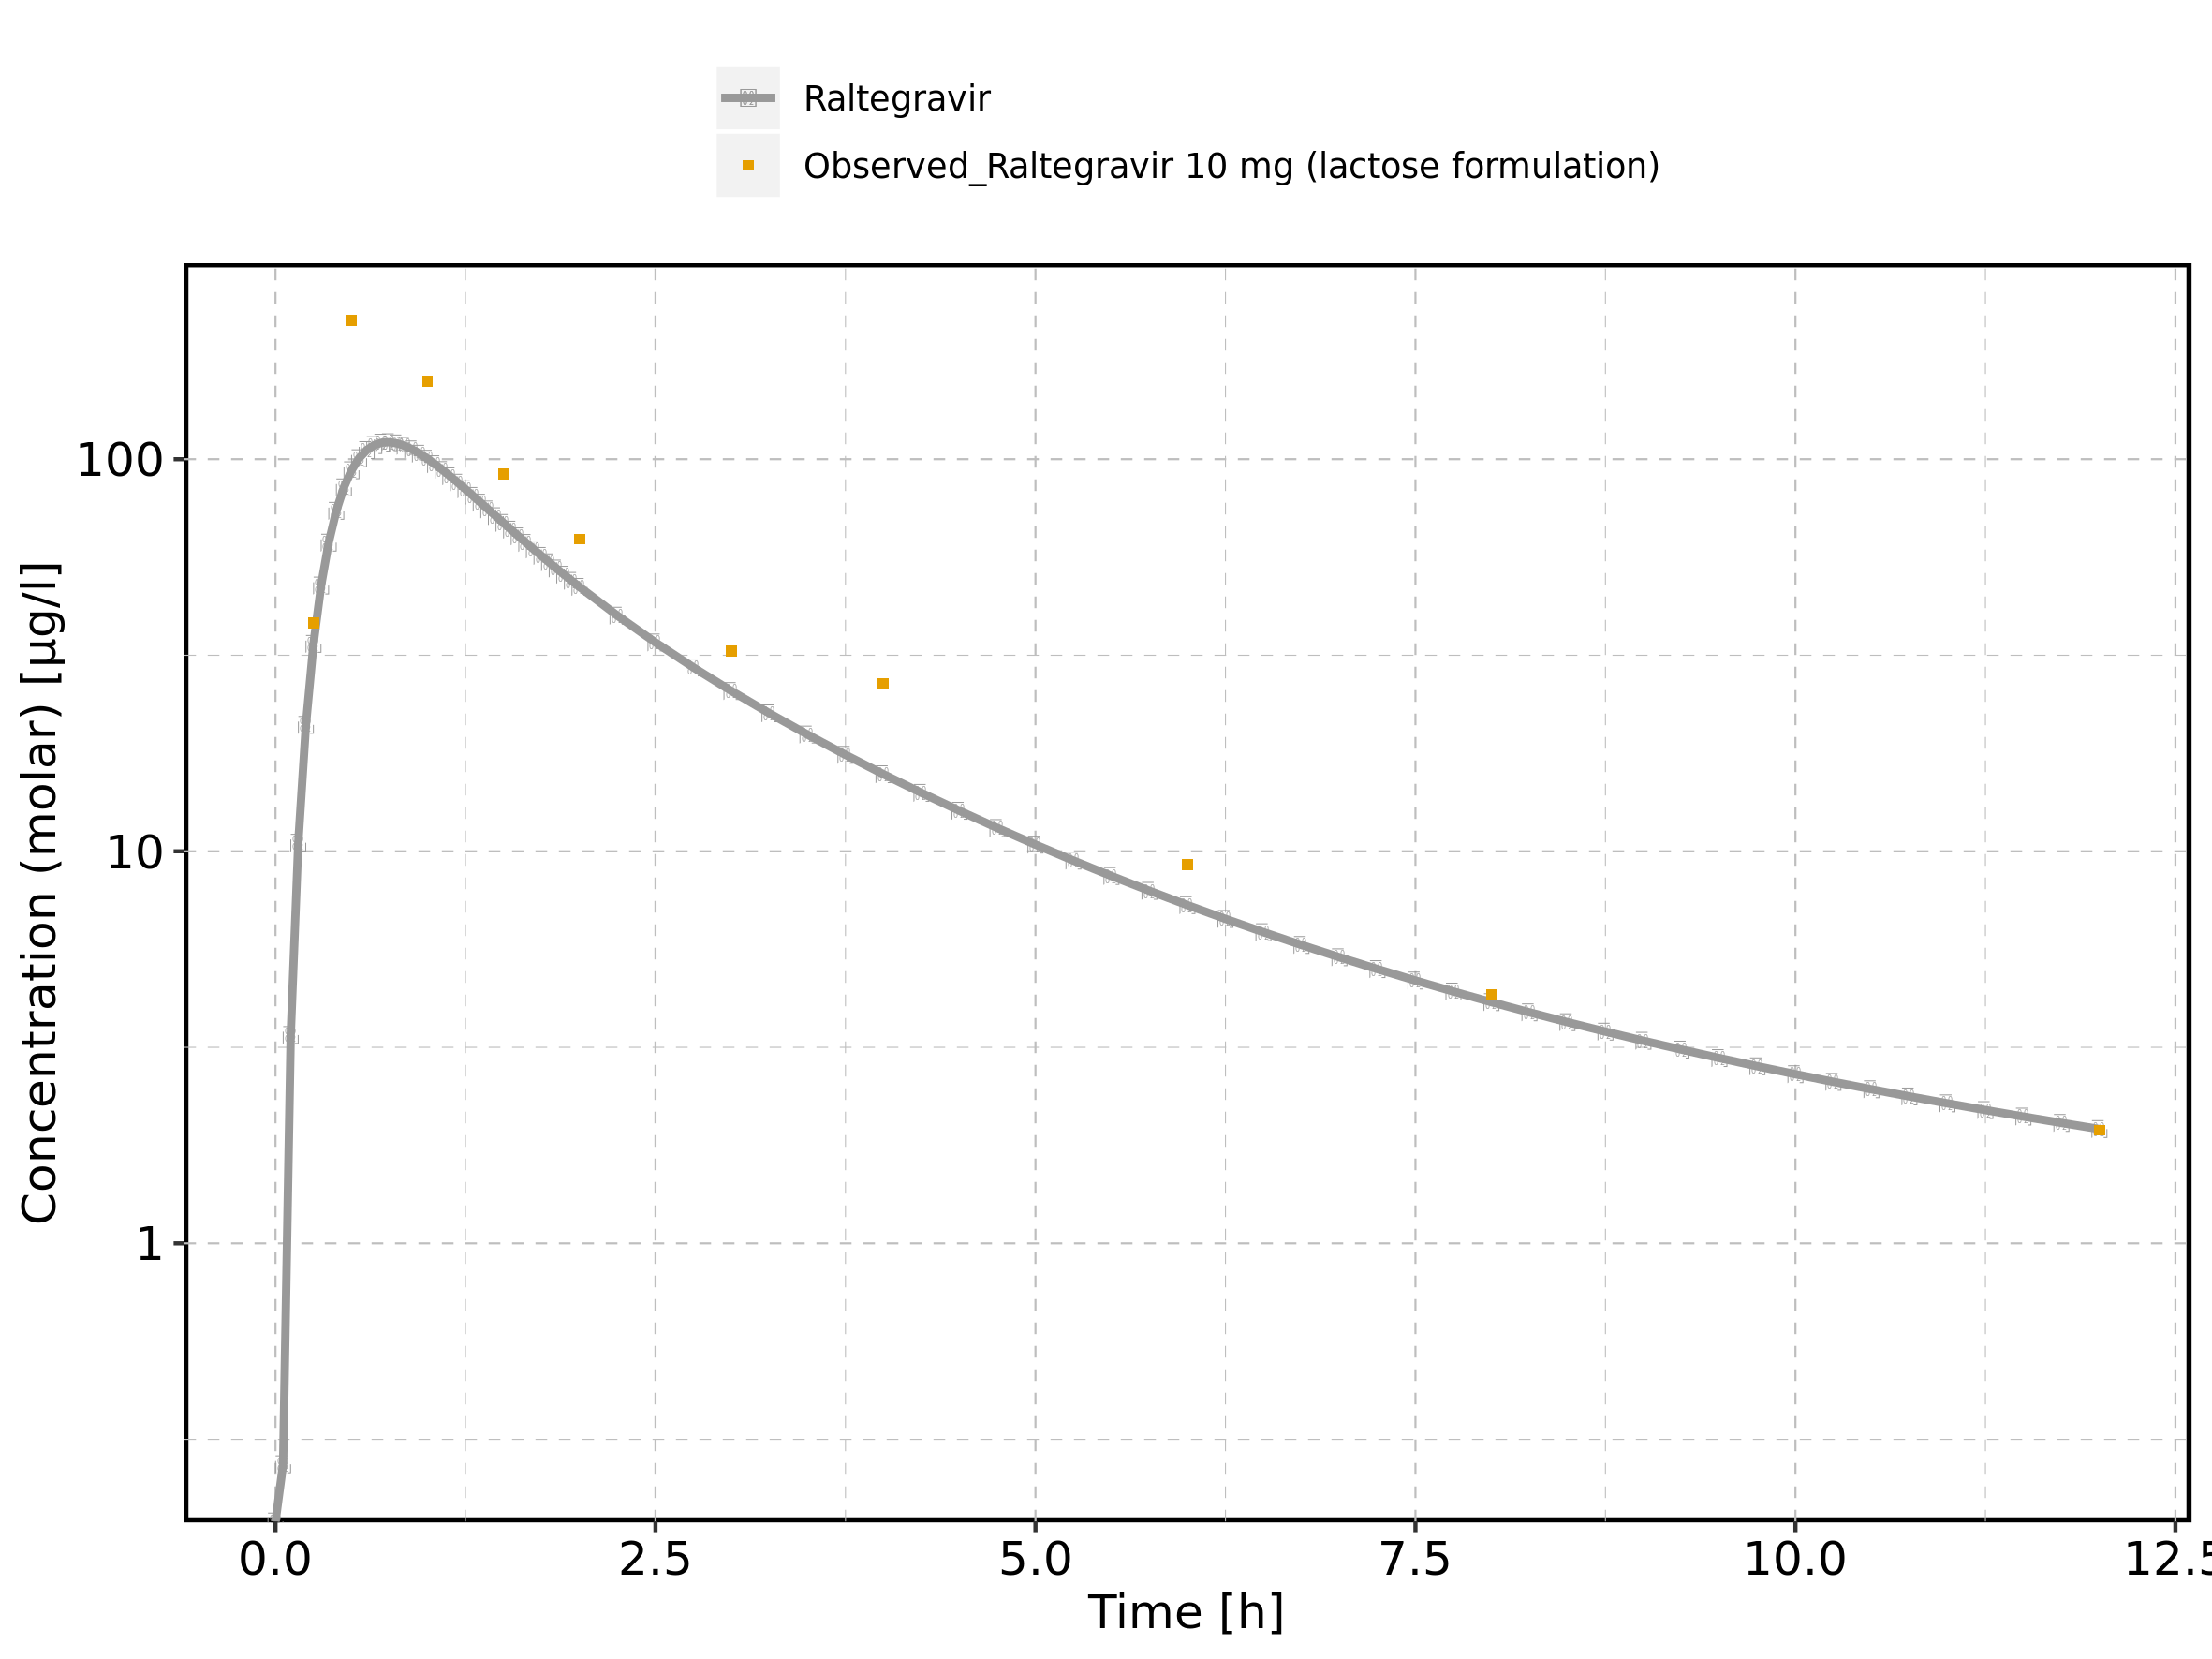 Raltegravir
Observed_Raltegravir 10 mg (lactose formulation)
Concentration (molar) [µg/l]
100
10
1
0.0 2.5 5.0 7.5 10.0 12.5
Time [h]